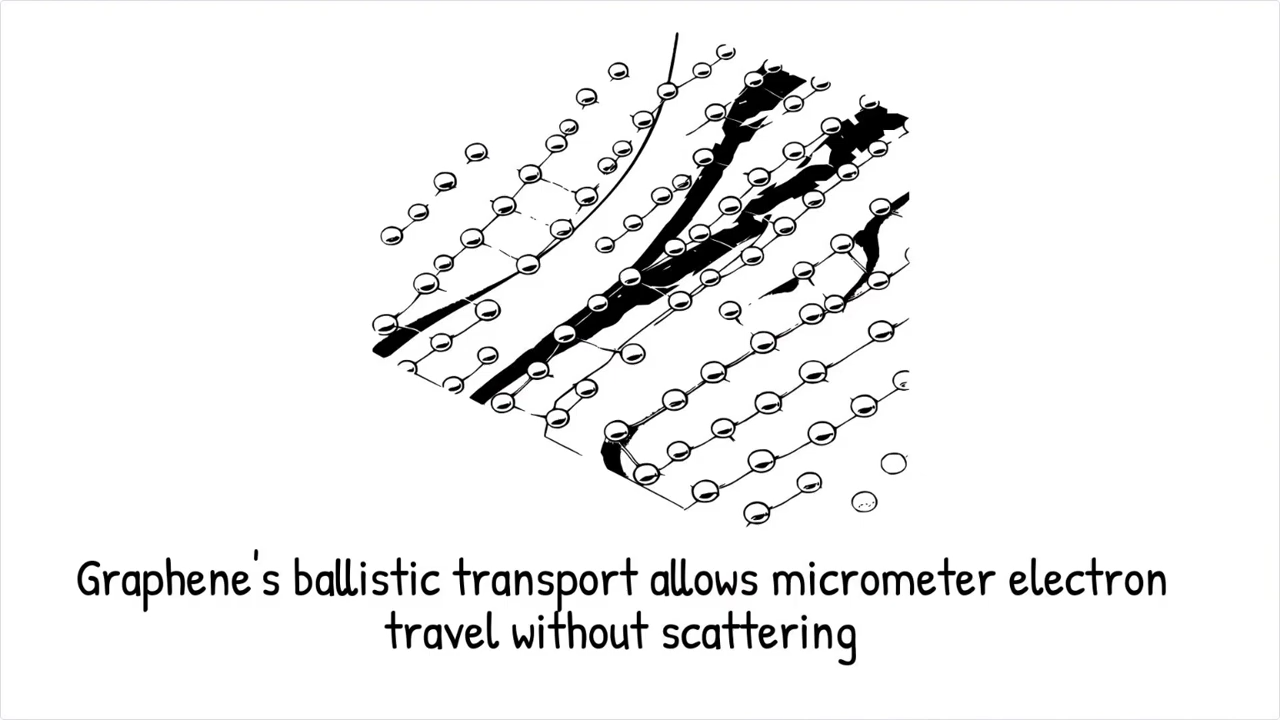 Graphene's ballistic transport allows micrometer electron
travel without scattering